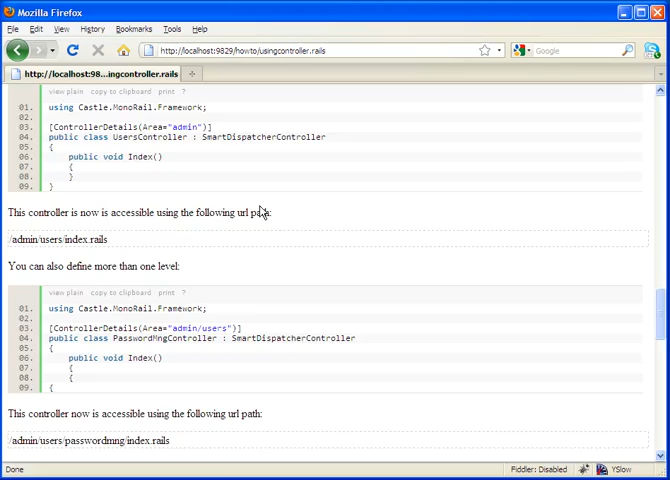 Mozilla Firefox
File Edit View History Bookmarks Tools Help
http://localhost:9829/howto/usingcontroller.rails
Google
http://localhost:98...ingcontroller.rails
view plain copy to clipboard print ?
01. using Castle.MonoRail.Framework;
02.
03. [ControllerDetails(Area="admin")]
04. public class UsersController : SmartDispatcherController
05. {
06. public void Index()
07. {
08. }
09. }
This controller is now is accessible using the following url path:
/admin/users/index.rails
You can also define more than one level:
view plain copy to clipboard print ?
01. using Castle.MonoRail.Framework;
02.
03. [ControllerDetails(Area="admin/users")]
04. public class PasswordMngController : SmartDispatcherController
05. {
06. public void Index()
07. {
08. {
09. {
This controller now is accessible using the following url path:
/admin/users/passwordmng/index.rails
Done
Fiddler: Disabled
YSlow